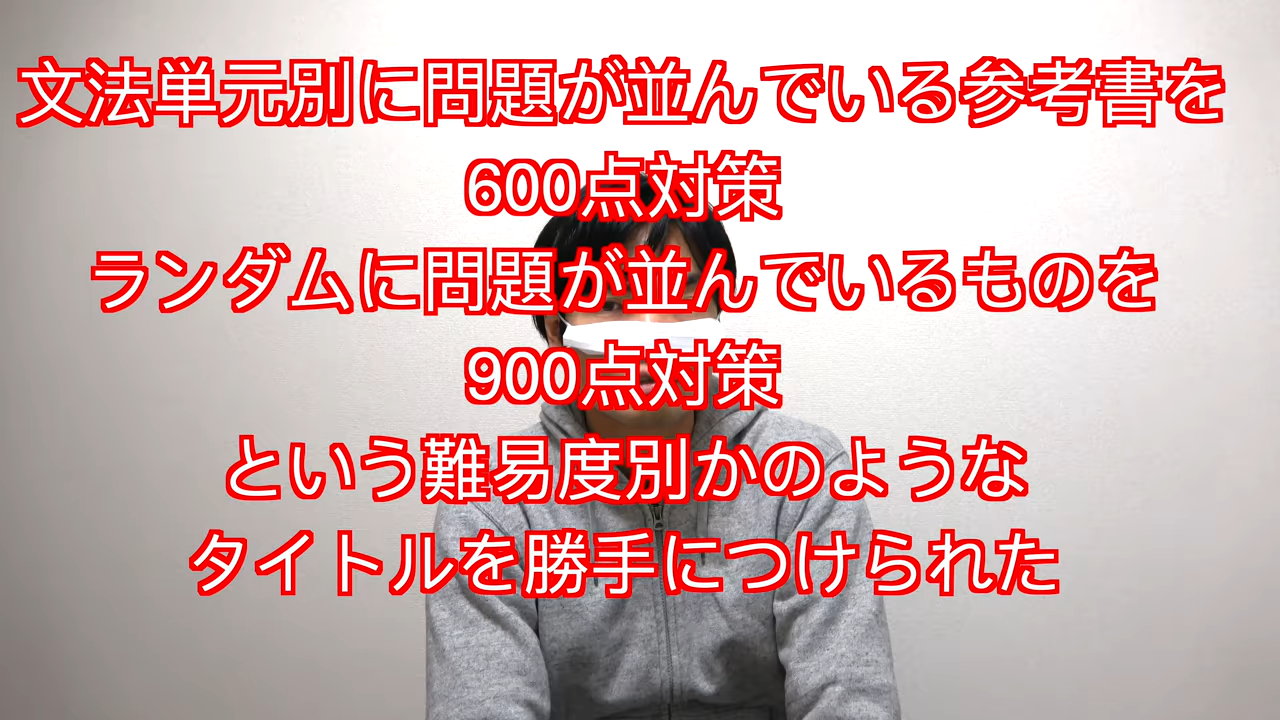 文法単元別に問題が並んでいる参考書を
600点対策
ランダムに問題が並んでいるものを
900点対策
という難易度別かのような
タイトルを勝手につけられた